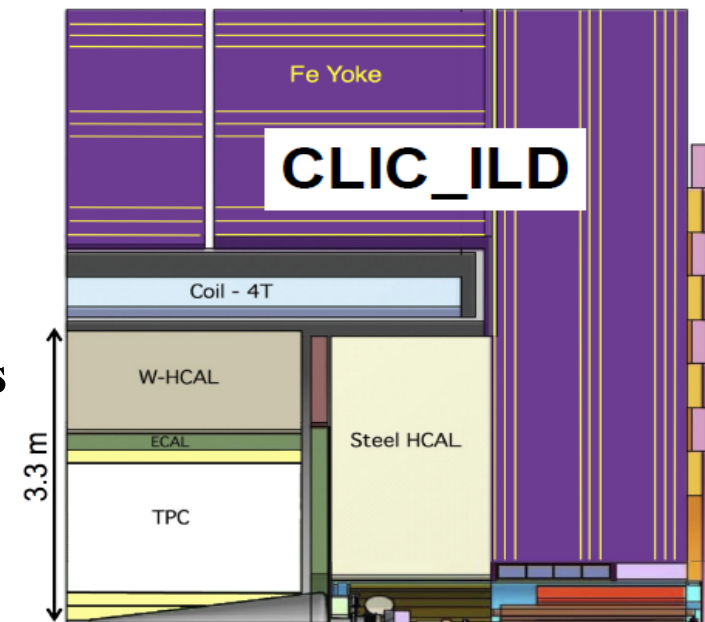 Fe Yoke
CLIC_ILD
Coil - 4T
s
W-HCAL
ECAL
Steel HCAL
3.3 m
TPC